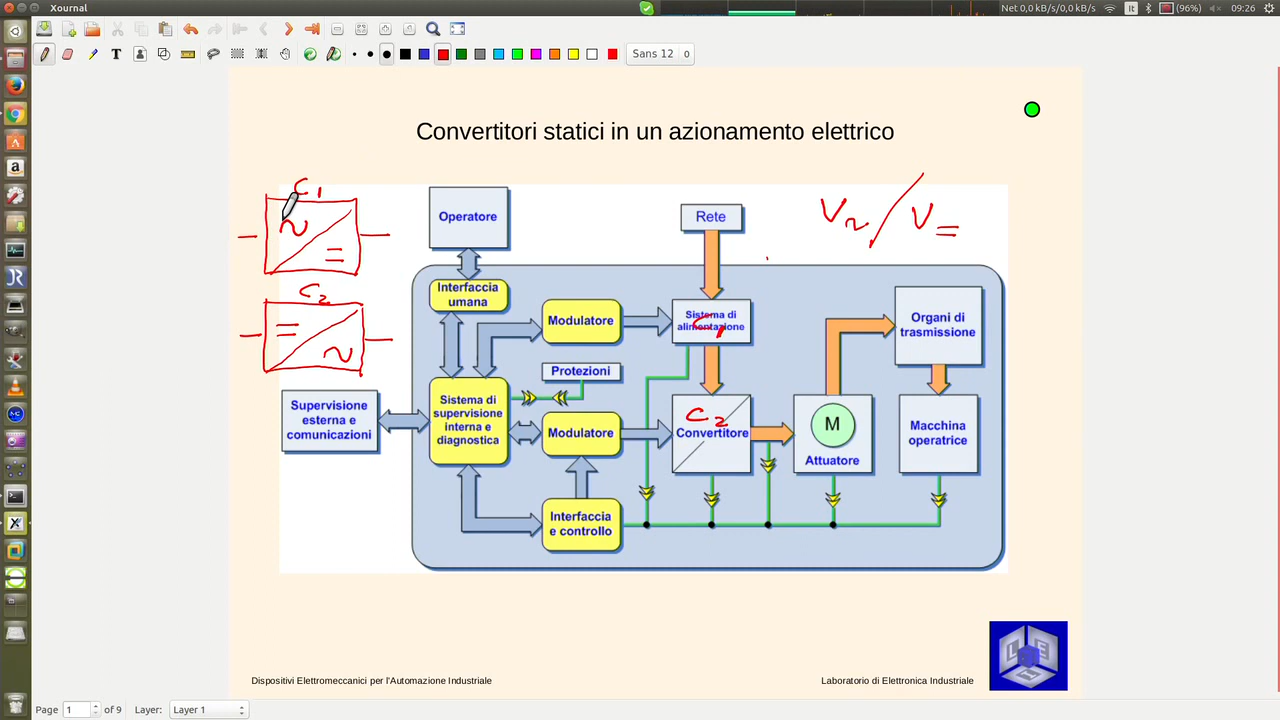 Xournal
Net 0,0 kB/s/0,0 kB/s
It
(96%)
09:26
Sans 12
0
Convertitori statici in un azionamento elettrico
C1
C2
V~/V=
Operatore
Rete
Interfaccia
umana
Modulatore
Sistema di
alimentazione
C1
Organi di
trasmissione
Protezioni
Supervisione
esterna e
comunicazioni
Sistema di
supervisione
interna e
diagnostica
Modulatore
C2
Convertitore
M
Attuatore
Macchina
operatrice
Interfaccia
e controllo
LEI
Dispositivi Elettromeccanici per l'Automazione Industriale
Laboratorio di Elettronica Industriale
Page 1 of 9 Layer: Layer 1